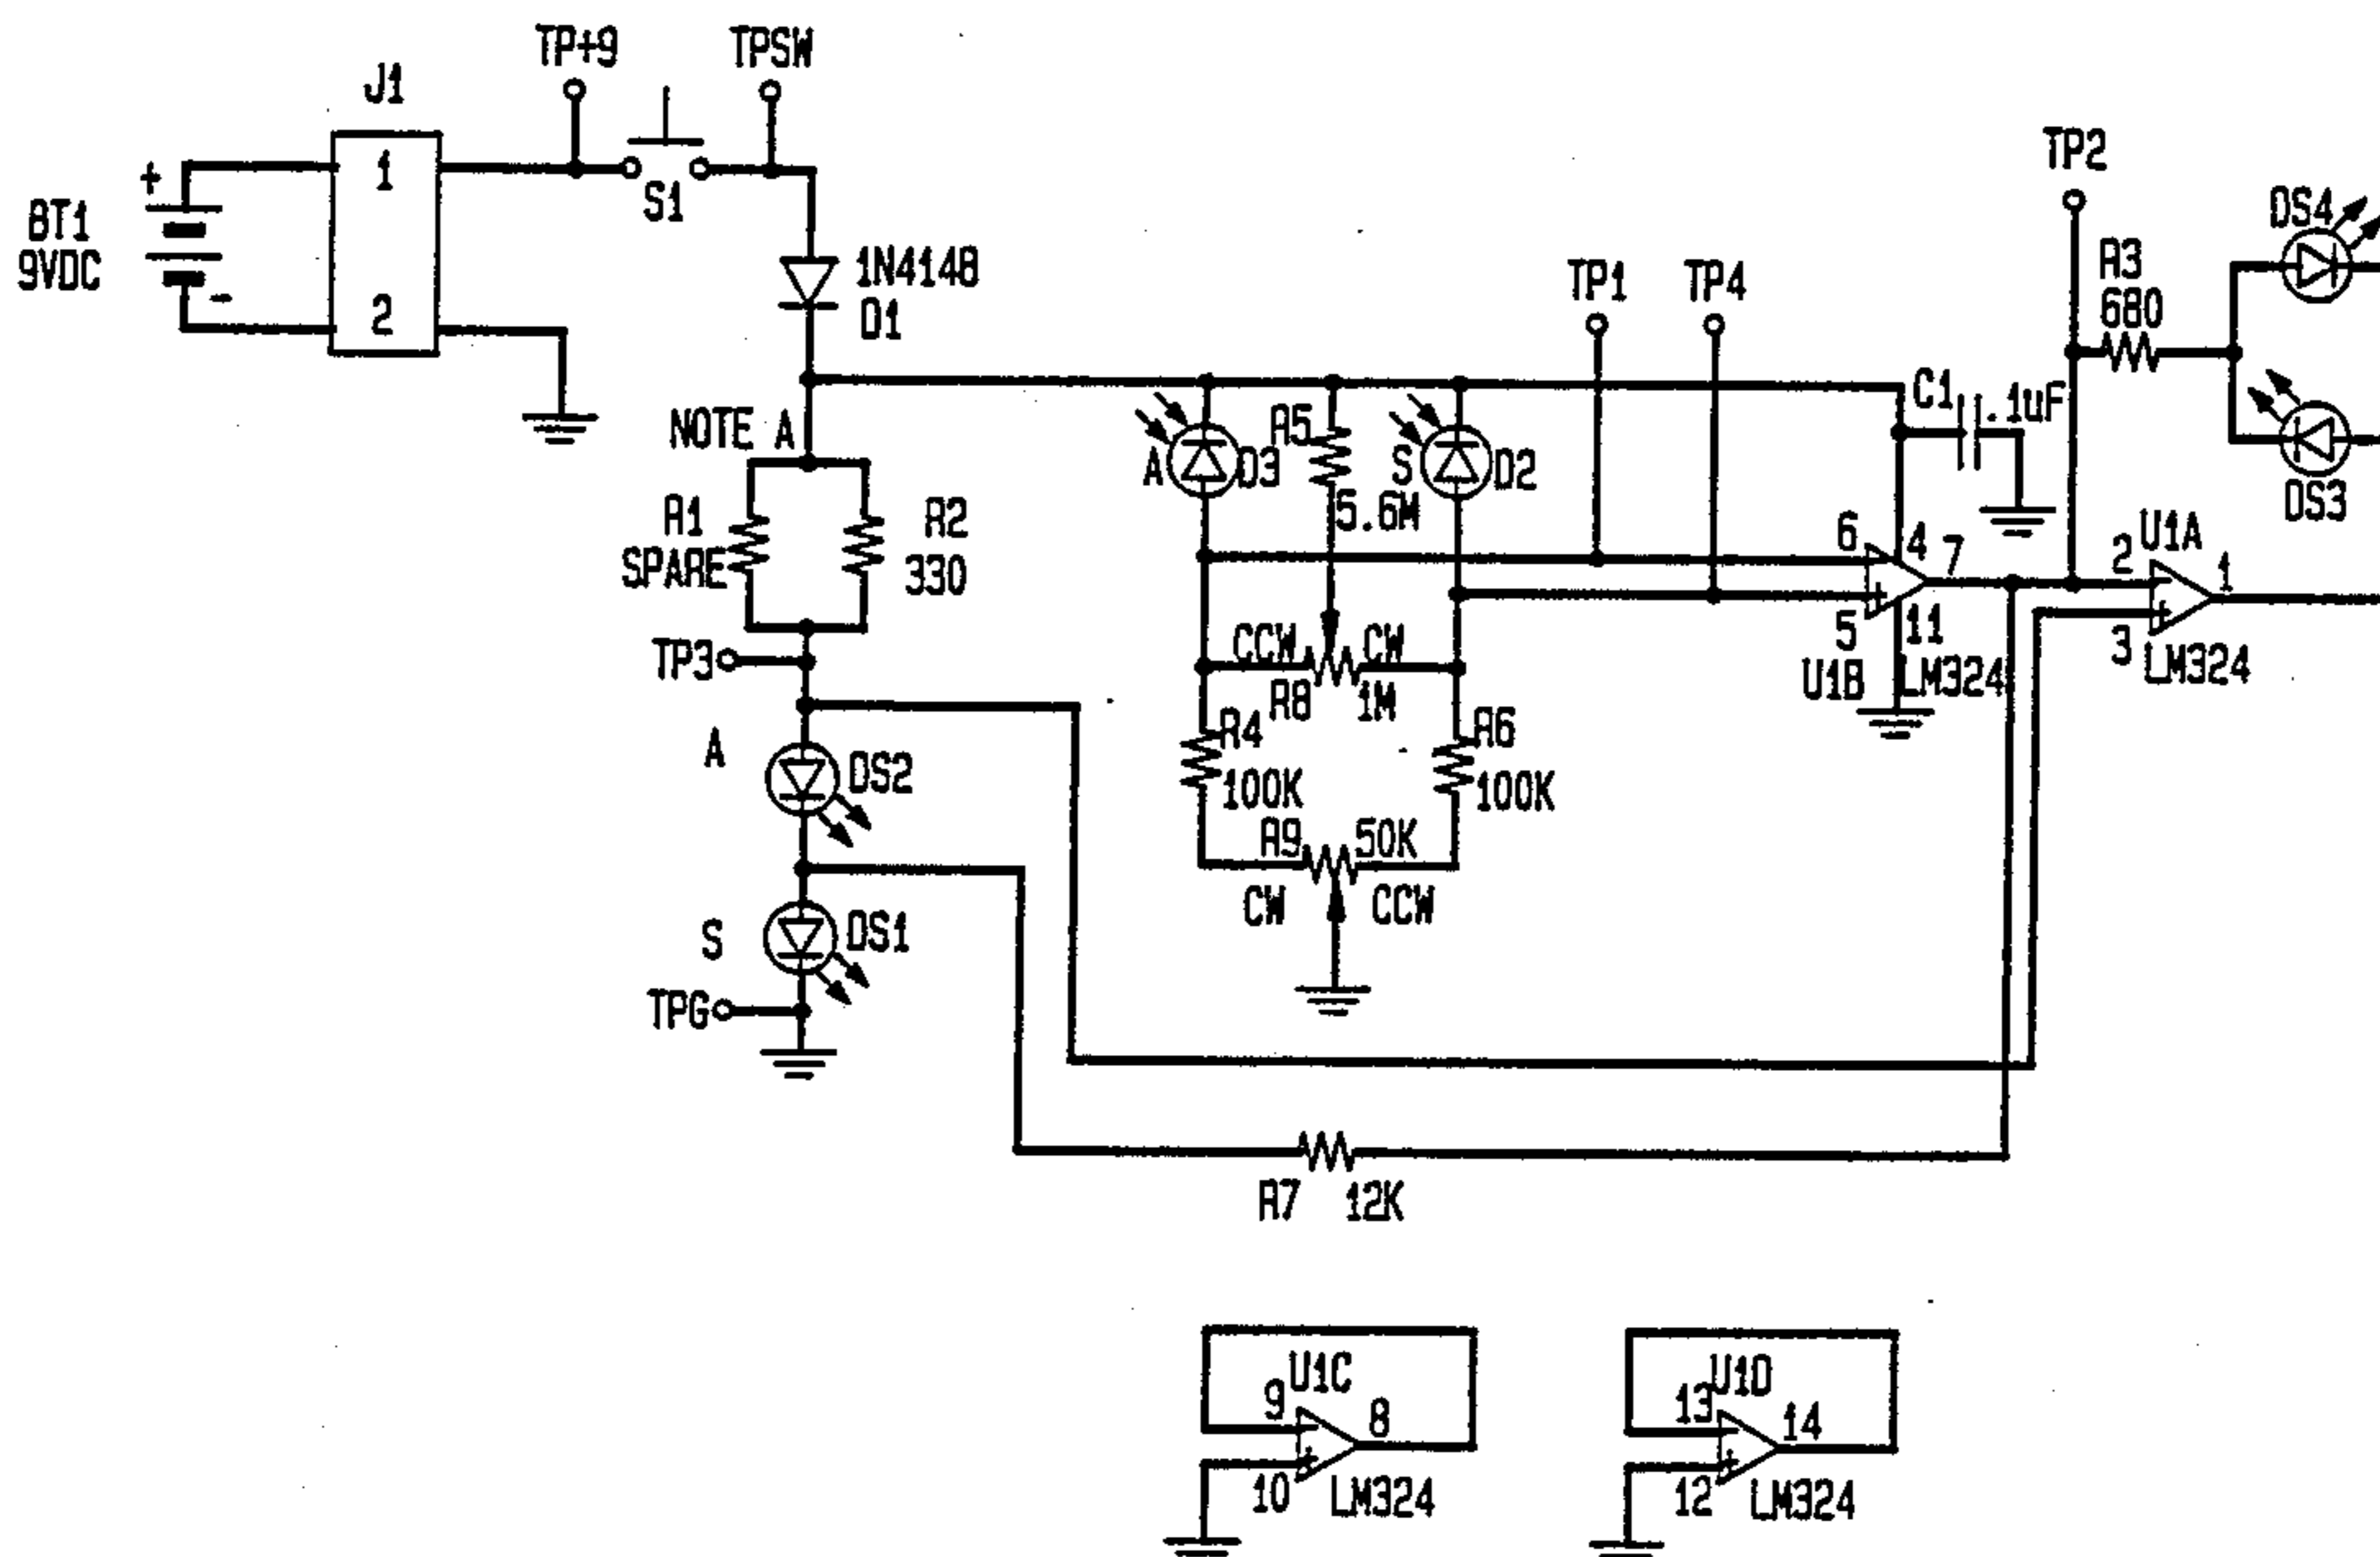 TP+9
TPSW
J1
1
2
+
-
BT1
9VDC
S1
1N4148
D1
NOTE A
R1
SPARE
R2
330
TP3
A
DS2
S
DS1
TPG
A
D3
R5
5.6M
S
D2
TP1
TP4
CCW
CW
R8
1M
R4
100K
R6
100K
R9
50K
CW
CCW
C1
.1uF
6
4
7
-
+
5
11
U1B
LM324
TP2
R3
680
DS4
DS3
U1A
2
1
-
+
3
LM324
R7
12K
U1C
9
8
-
+
10
LM324
U1D
13
14
-
+
12
LM324